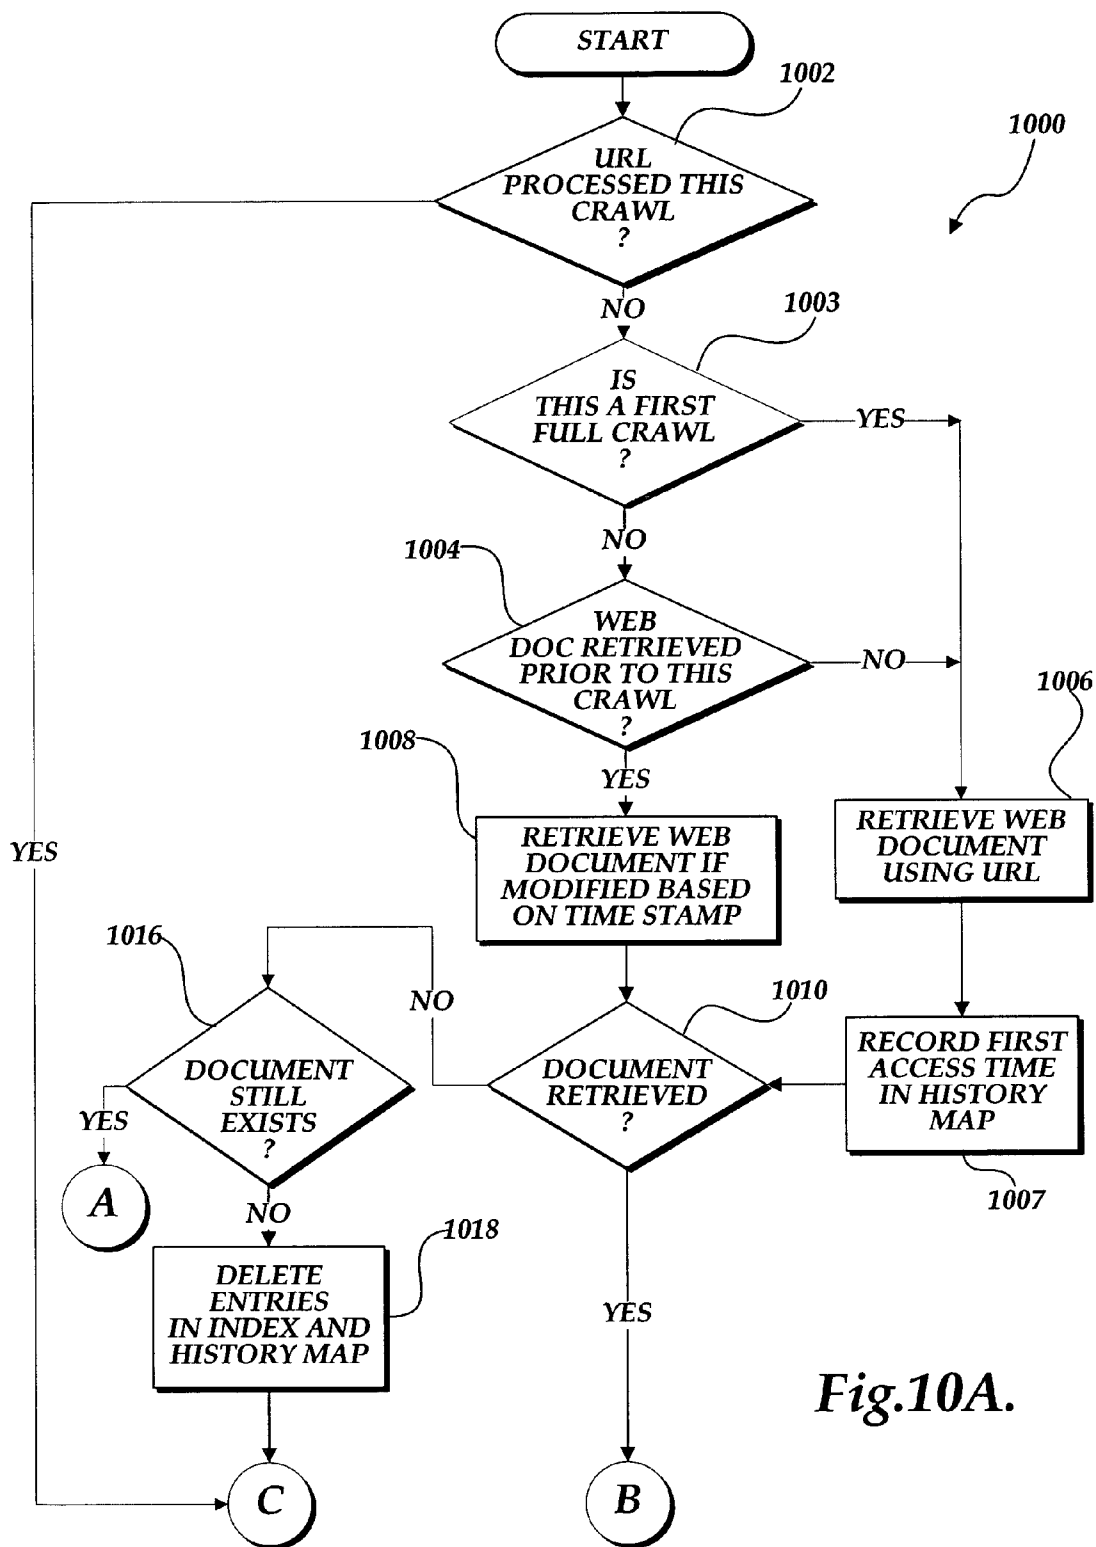 START
1002
1000
URL
PROCESSED THIS
CRAWL
?
NO
1003
IS
THIS A FIRST
FULL CRAWL
?
YES
NO
1004
WEB
DOC RETRIEVED
PRIOR TO THIS
CRAWL
?
NO
1006
1008
YES
RETRIEVE WEB
DOCUMENT IF
MODIFIED BASED
ON TIME STAMP
RETRIEVE WEB
DOCUMENT
USING URL
YES
1016
NO
1010
DOCUMENT
STILL
EXISTS
?
DOCUMENT
RETRIEVED
?
RECORD FIRST
ACCESS TIME
IN HISTORY
MAP
YES
A
NO
1007
1018
DELETE
ENTRIES
IN INDEX AND
HISTORY MAP
YES
Fig.10A.
C
B